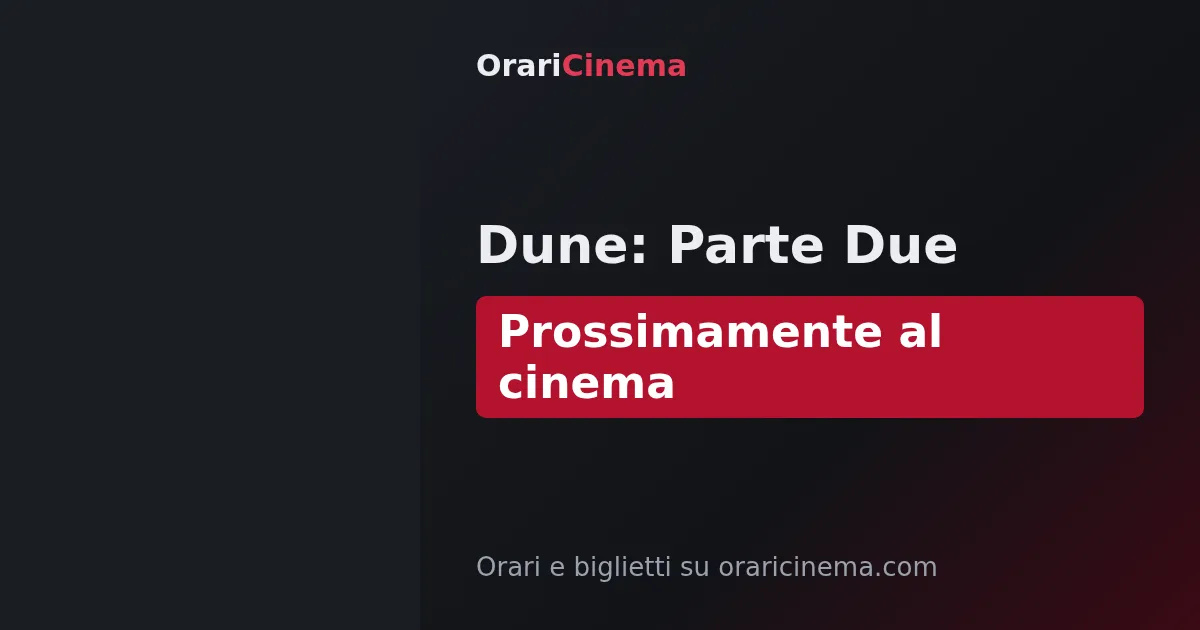 OrariCinema
Dune: Parte Due
Prossimamente al
cinema
Orari e biglietti su oraricinema.com